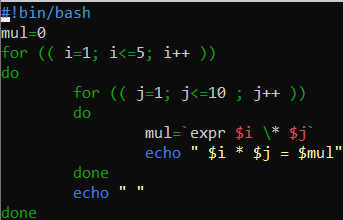 #!bin/bash
mul=0
for (( i=1; i<=5; i++ ))
do
        for (( j=1; j<=10 ; j++ ))
        do
                mul=`expr $i \* $j`
                echo " $i * $j = $mul"
        done
        echo " "
done